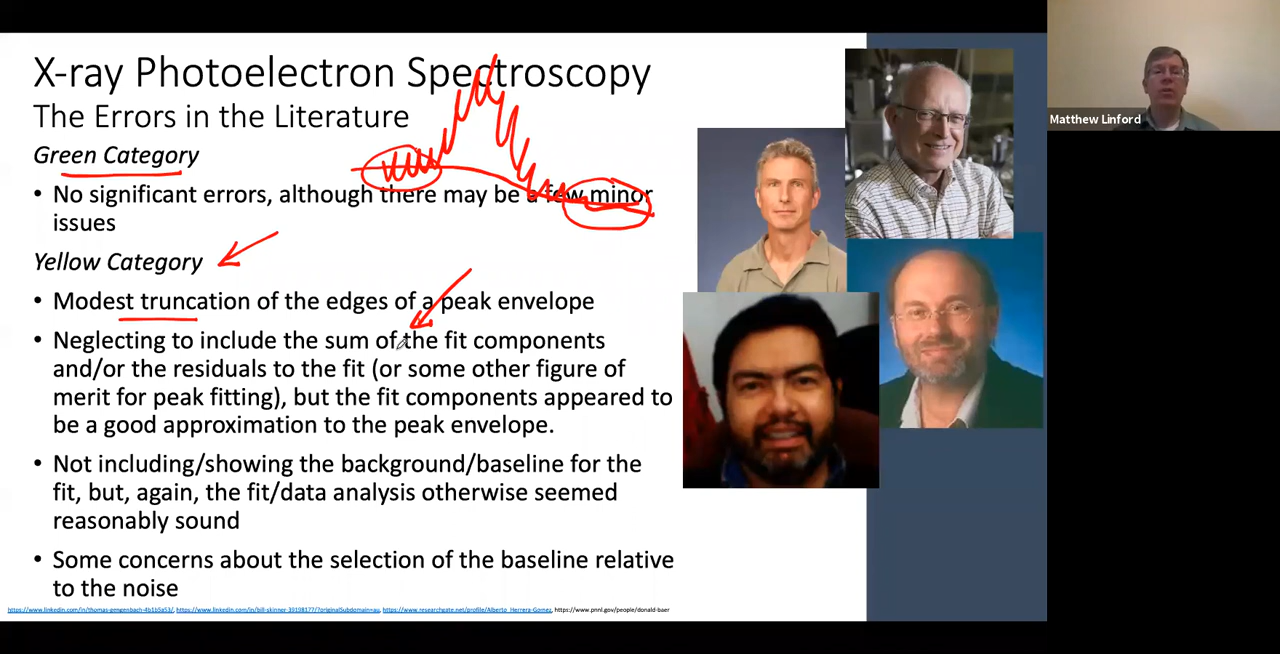 X-ray Photoelectron Spectroscopy
The Errors in the Literature
Green Category
• No significant errors, although there may be a few minor
issues
Yellow Category
• Modest truncation of the edges of a peak envelope
• Neglecting to include the sum of the fit components
and/or the residuals to the fit (or some other figure of
merit for peak fitting), but the fit components appeared to
be a good approximation to the peak envelope.
• Not including/showing the background/baseline for the
fit, but, again, the fit/data analysis otherwise seemed
reasonably sound
• Some concerns about the selection of the baseline relative
to the noise
Matthew Linford